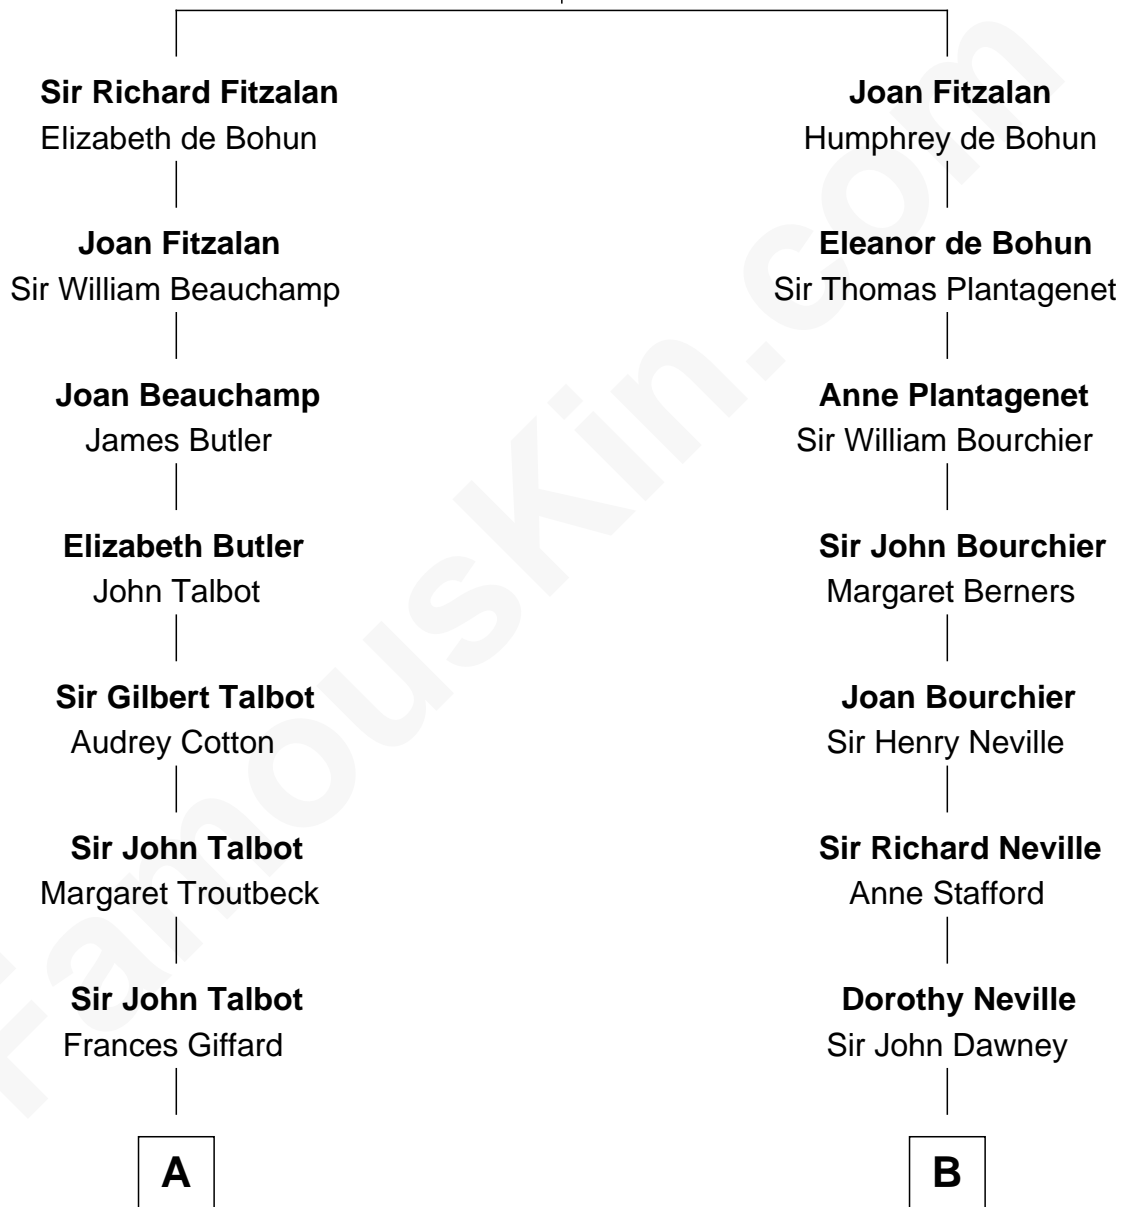 Sir Richard Fitzalan
Elizabeth de Bohun
Joan Fitzalan
Sir William Beauchamp
Joan Beauchamp
James Butler
Elizabeth Butler
John Talbot
Sir Gilbert Talbot
Audrey Cotton
Sir John Talbot
Margaret Troutbeck
Sir John Talbot
Frances Giffard
A
Joan Fitzalan
Humphrey de Bohun
Eleanor de Bohun
Sir Thomas Plantagenet
Anne Plantagenet
Sir William Bourchier
Sir John Bourchier
Margaret Berners
Joan Bourchier
Sir Henry Neville
Sir Richard Neville
Anne Stafford
Dorothy Neville
Sir John Dawney
B
FamousKin.com